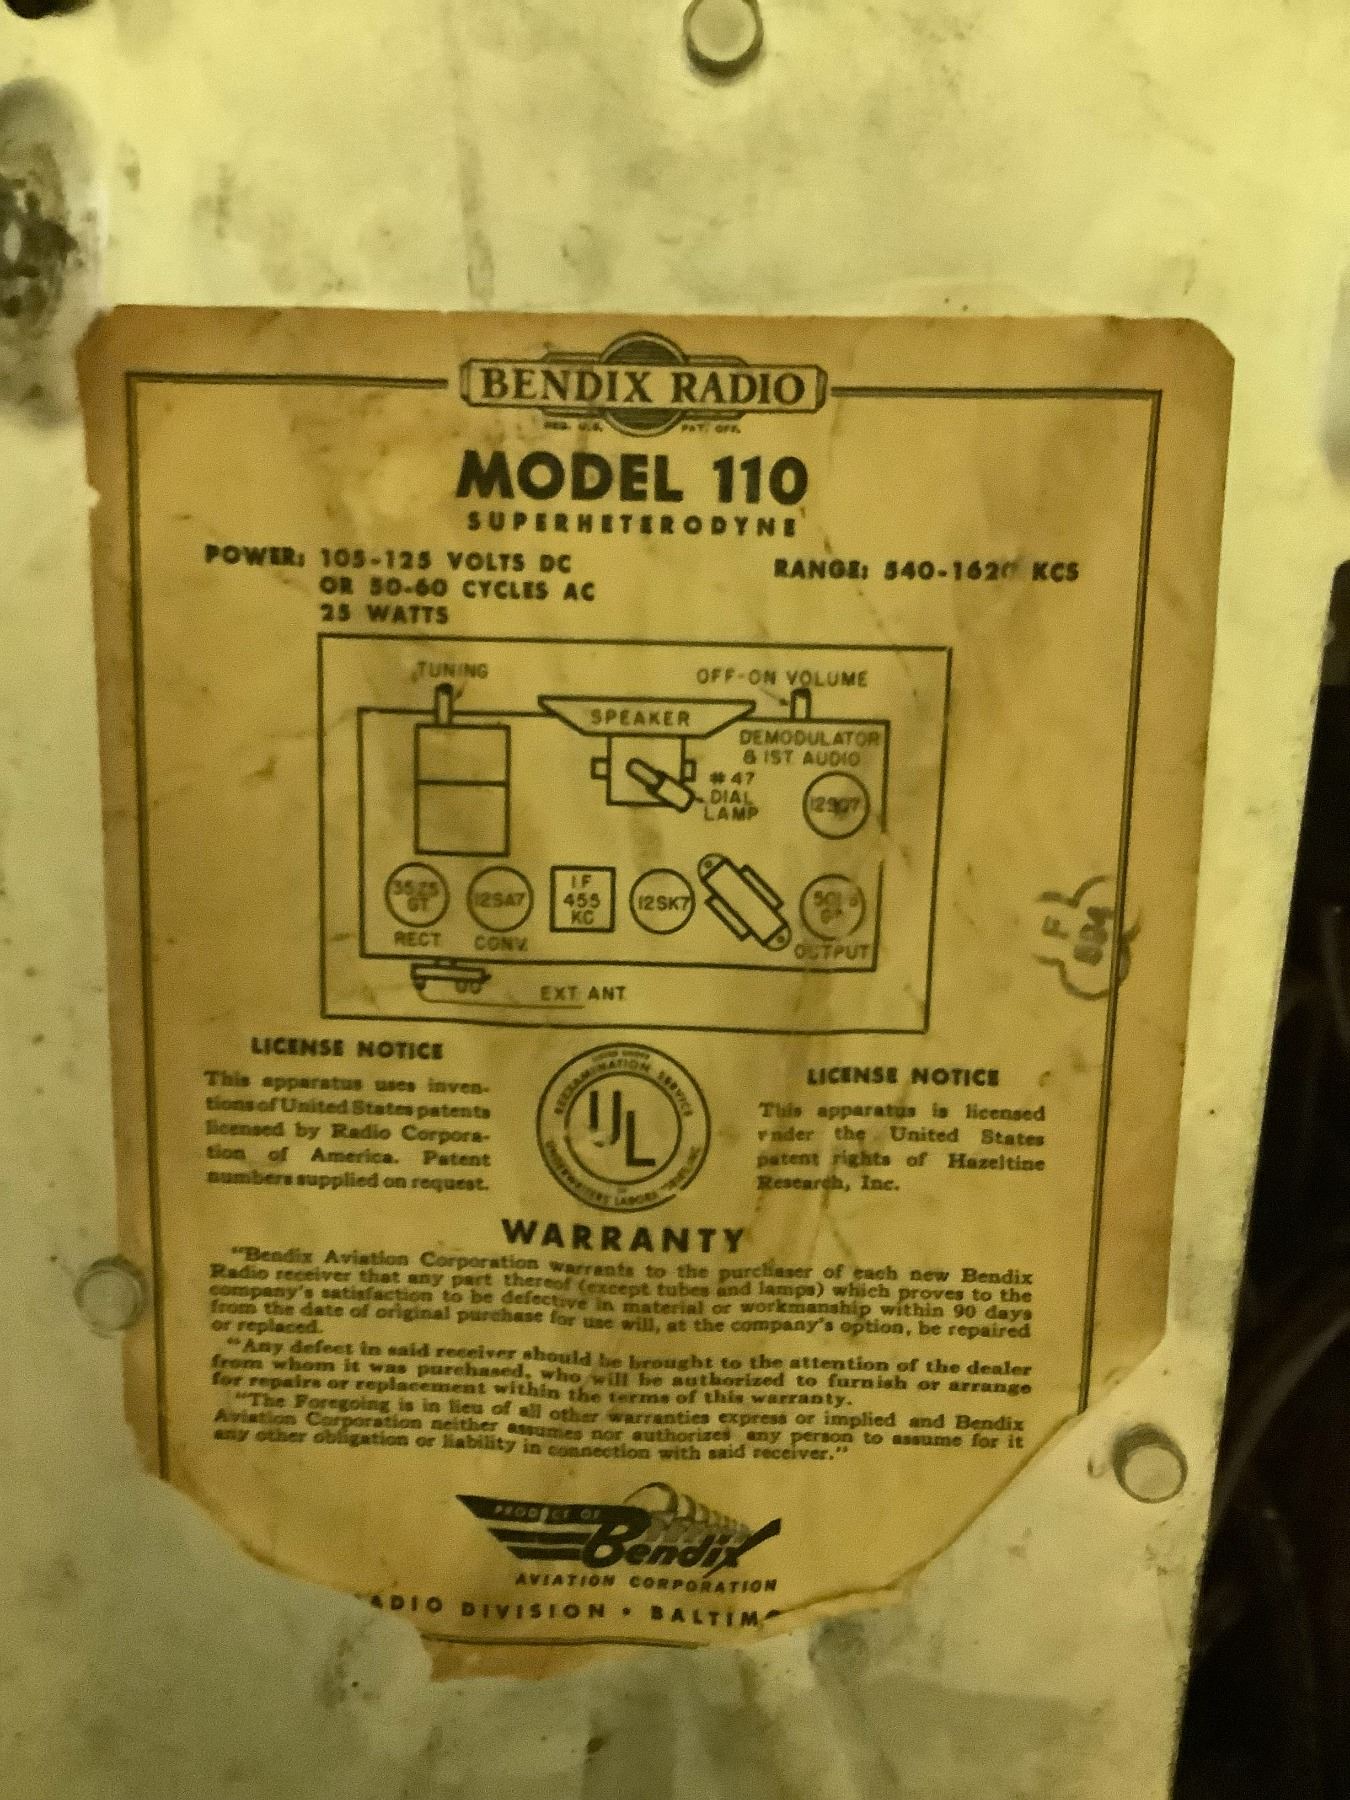 BENDIX RADIO
REG. U.S. PAT. OFF.
MODEL 110
SUPERHETERODYNE
POWER: 105-125 VOLTS DC
OR 50-60 CYCLES AC
25 WATTS
RANGE: 540-1620 KCS
TUNING
OFF-ON VOLUME
SPEAKER
DEMODULATOR
& 1ST AUDIO
#47
DIAL
LAMP
12SQ7
35Z5
GT
12SA7
I F
455
KC
12SK7
RECT.
CONV.
OUTPUT
EXT. ANT.
LICENSE NOTICE
This apparatus uses inven-
tions of United States patents
licensed by Radio Corpora-
tion of America. Patent
numbers supplied on request.
REEXAMINATION SERVICE
UL
UNDERWRITERS'
LICENSE NOTICE
This apparatus is licensed
under the United States
patent rights of Hazeltine
Research, Inc.
WARRANTY
"Bendix Aviation Corporation warrants to the purchaser of each new Bendix
Radio receiver that any part thereof (except tubes and lamps) which proves to the
company's satisfaction to be defective in material or workmanship within 90 days
from the date of original purchase for use will, at the company's option, be repaired
or replaced.
"Any defect in said receiver should be brought to the attention of the dealer
from whom it was purchased, who will be authorized to furnish or arrange
for repairs or replacement within the terms of this warranty.
"The Foregoing is in lieu of all other warranties express or implied and Bendix
Aviation Corporation neither assumes nor authorizes any person to assume for it
any other obligation or liability in connection with said receiver."
PRODUCT OF
Bendix
AVIATION CORPORATION
ADIO DIVISION • BALTIM